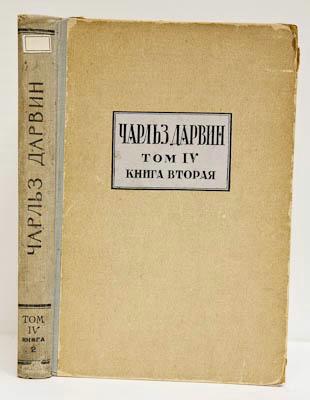 ЧАРЛЬЗ ДАРВИН
ТОМ
IV
КНИГА
2
ЧАРЛЬЗ ДАРВИН
ТОМ IV
КНИГА ВТОРАЯ